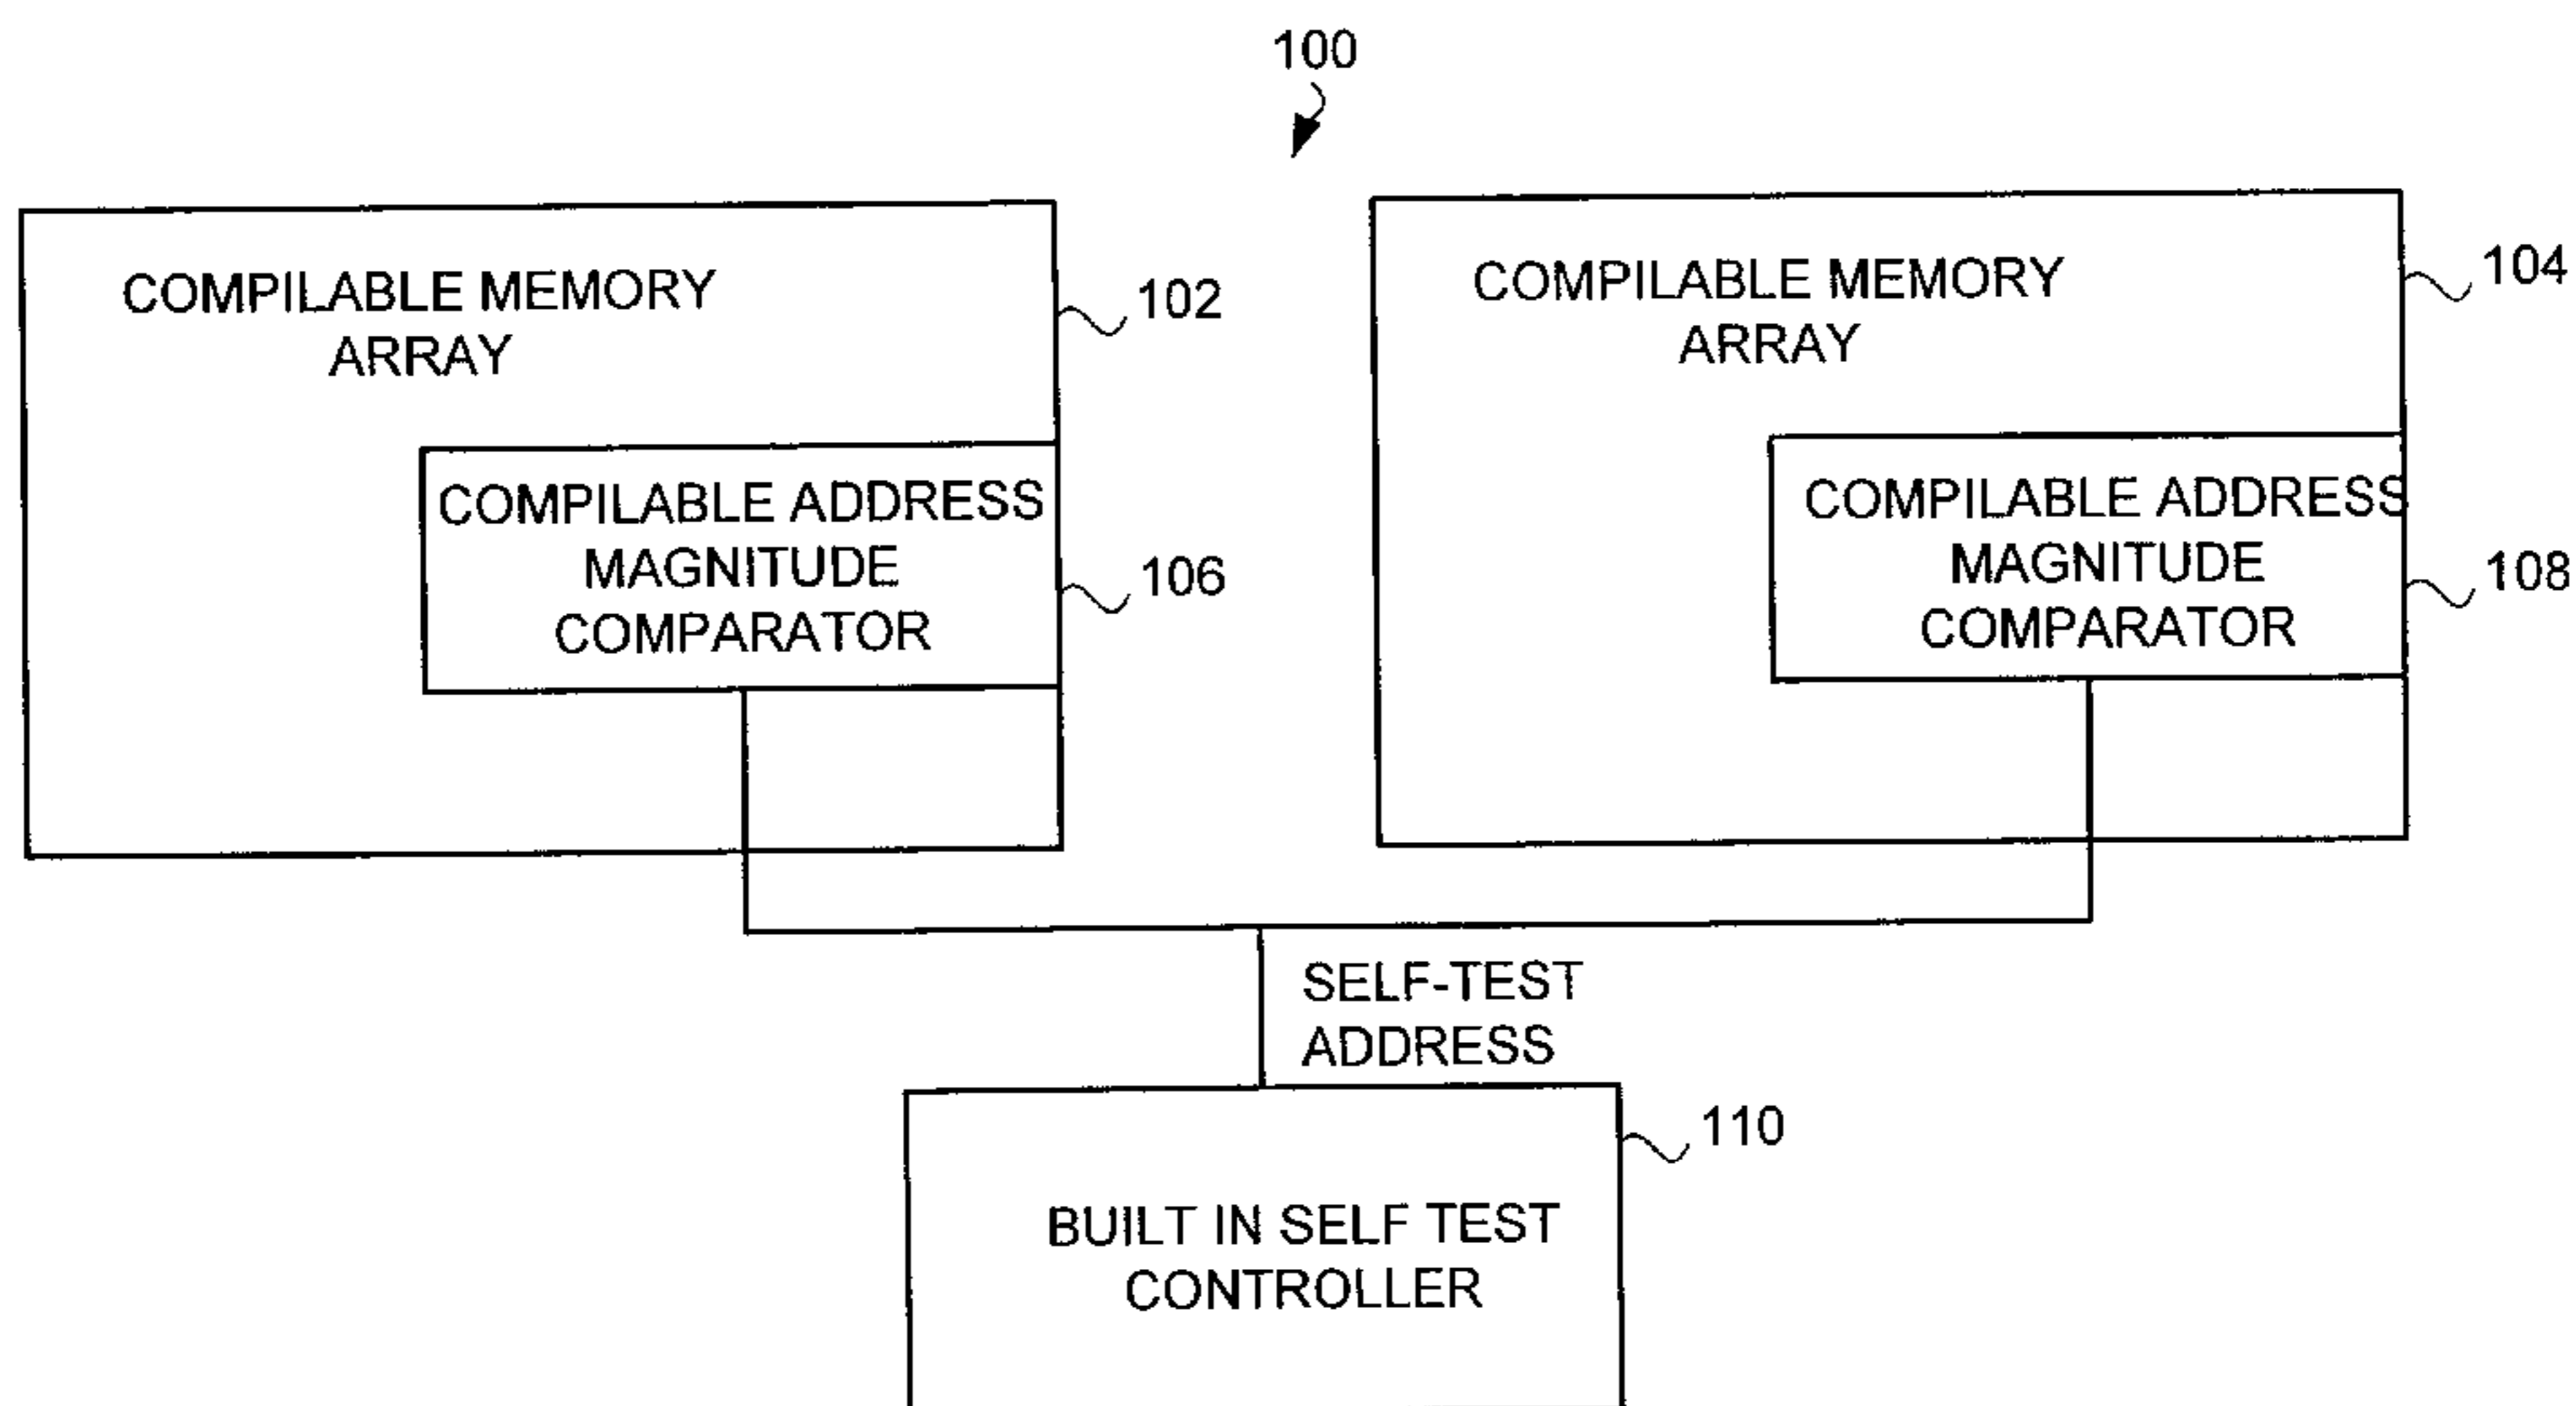 100
COMPILABLE MEMORY
ARRAY
102
COMPILABLE ADDRESS
MAGNITUDE
COMPARATOR
106
COMPILABLE MEMORY
ARRAY
104
COMPILABLE ADDRESS
MAGNITUDE
COMPARATOR
108
SELF-TEST
ADDRESS
110
BUILT IN SELF TEST
CONTROLLER